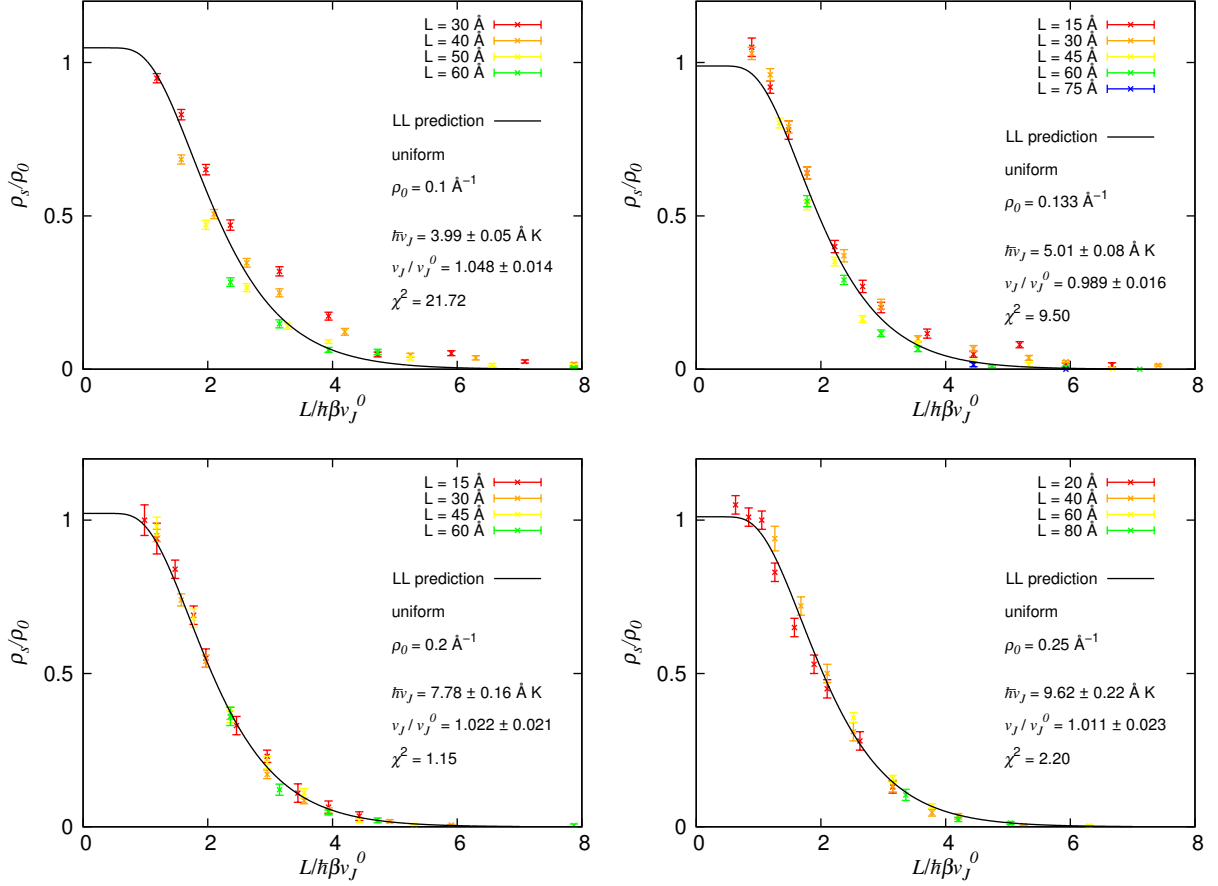 L = 30 Å
L = 40 Å
L = 50 Å
L = 60 Å
LL prediction
uniform
ρ0 = 0.1 Å−1
ℏvJ = 3.99 ± 0.05 Å K
vJ / vJ0 = 1.048 ± 0.014
χ2 = 21.72
1
0.5
0
ρs/ρ0
0 2 4 6 8
L/ℏβvJ0
L = 15 Å
L = 30 Å
L = 45 Å
L = 60 Å
L = 75 Å
LL prediction
uniform
ρ0 = 0.133 Å−1
ℏvJ = 5.01 ± 0.08 Å K
vJ / vJ0 = 0.989 ± 0.016
χ2 = 9.50
1
0.5
0
ρs/ρ0
0 2 4 6 8
L/ℏβvJ0
L = 15 Å
L = 30 Å
L = 45 Å
L = 60 Å
LL prediction
uniform
ρ0 = 0.2 Å−1
ℏvJ = 7.78 ± 0.16 Å K
vJ / vJ0 = 1.022 ± 0.021
χ2 = 1.15
1
0.5
0
ρs/ρ0
0 2 4 6 8
L/ℏβvJ0
L = 20 Å
L = 40 Å
L = 60 Å
L = 80 Å
LL prediction
uniform
ρ0 = 0.25 Å−1
ℏvJ = 9.62 ± 0.22 Å K
vJ / vJ0 = 1.011 ± 0.023
χ2 = 2.20
1
0.5
0
ρs/ρ0
0 2 4 6 8
L/ℏβvJ0